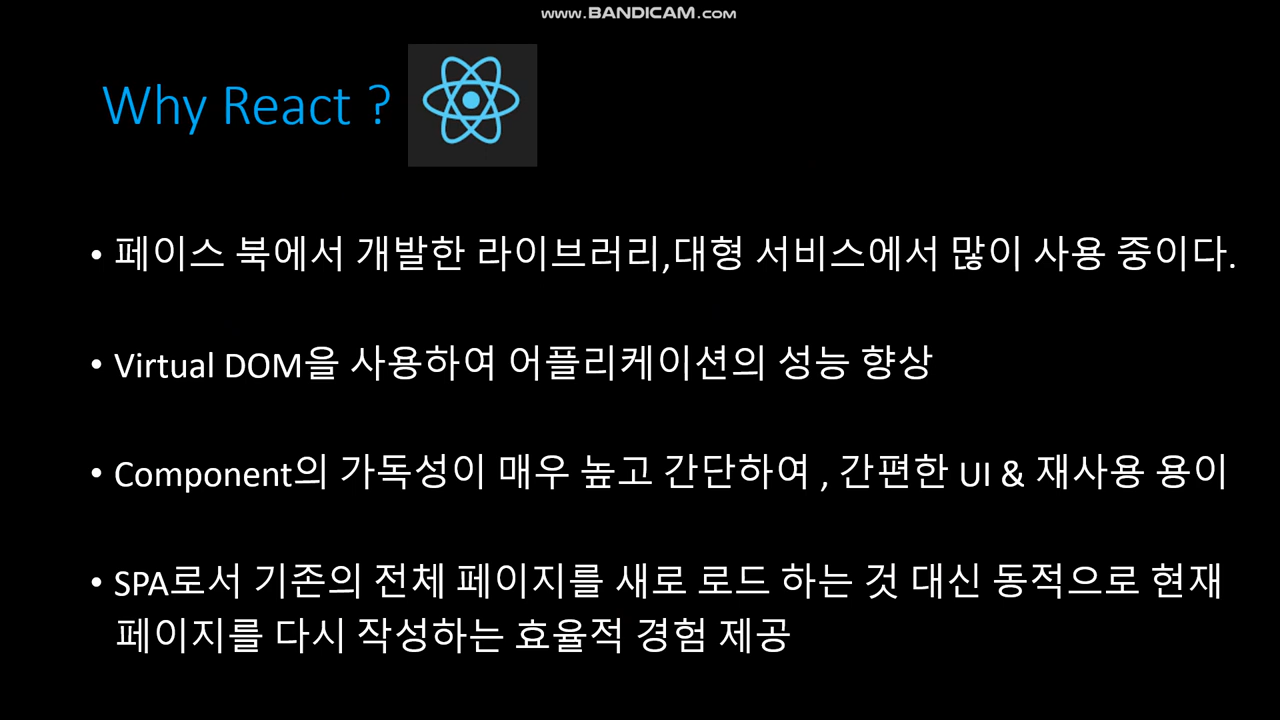 www.BANDICAM.com
Why React ?
• 페이스 북에서 개발한 라이브러리,대형 서비스에서 많이 사용 중이다.
• Virtual DOM을 사용하여 어플리케이션의 성능 향상
• Component의 가독성이 매우 높고 간단하여 , 간편한 UI & 재사용 용이
• SPA로서 기존의 전체 페이지를 새로 로드 하는 것 대신 동적으로 현재
페이지를 다시 작성하는 효율적 경험 제공